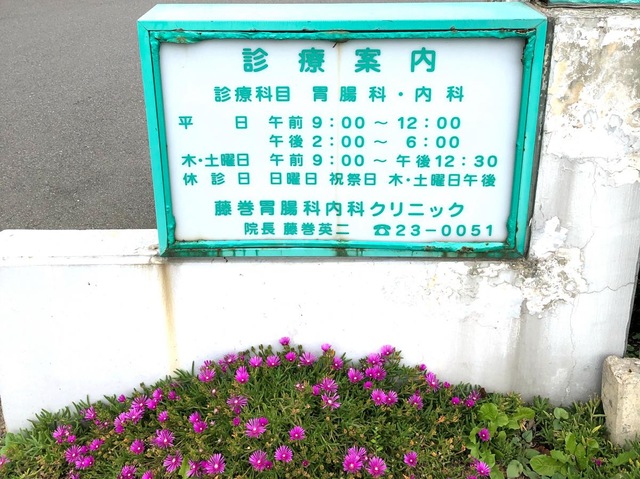 診療案内
診療科目 胃腸科・内科
平日 午前9:00～12:00
午後2:00～6:00
木・土曜日 午前9:00～午後12:30
休診日 日曜日 祝祭日 木・土曜日午後
藤巻胃腸科内科クリニック
院長 藤巻英二 ☎23-0051